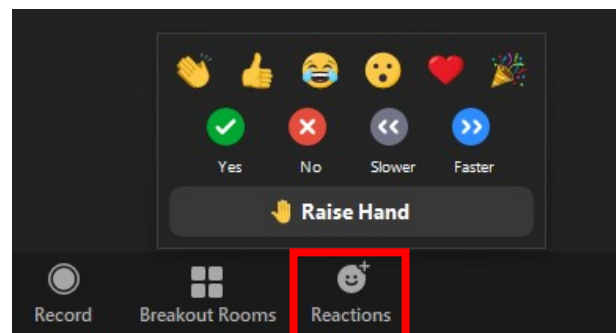 Yes No Slower Faster
Raise Hand
Record Breakout Rooms Reactions